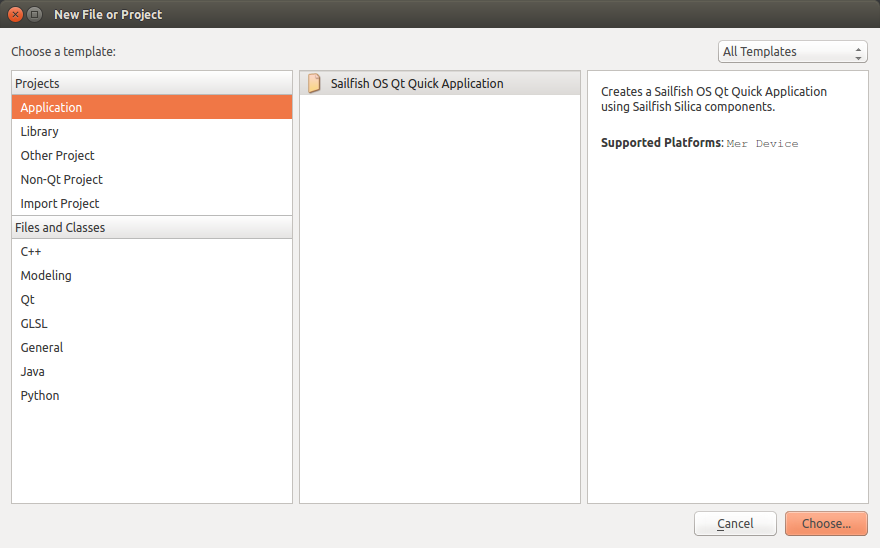 New File or Project
Choose a template:
All Templates
Projects
Application
Library
Other Project
Non-Qt Project
Import Project
Files and Classes
C++
Modeling
Qt
GLSL
General
Java
Python
Sailfish OS Qt Quick Application
Creates a Sailfish OS Qt Quick Application
using Sailfish Silica components.
Supported Platforms: Mer Device
Cancel
Choose...